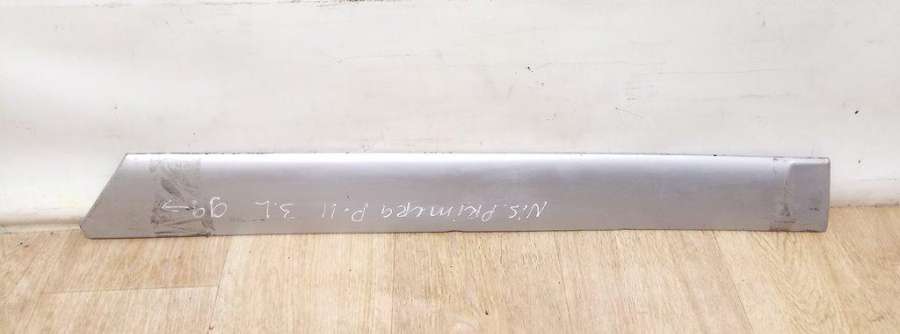 Nis. Primera P-11 3.L 99→